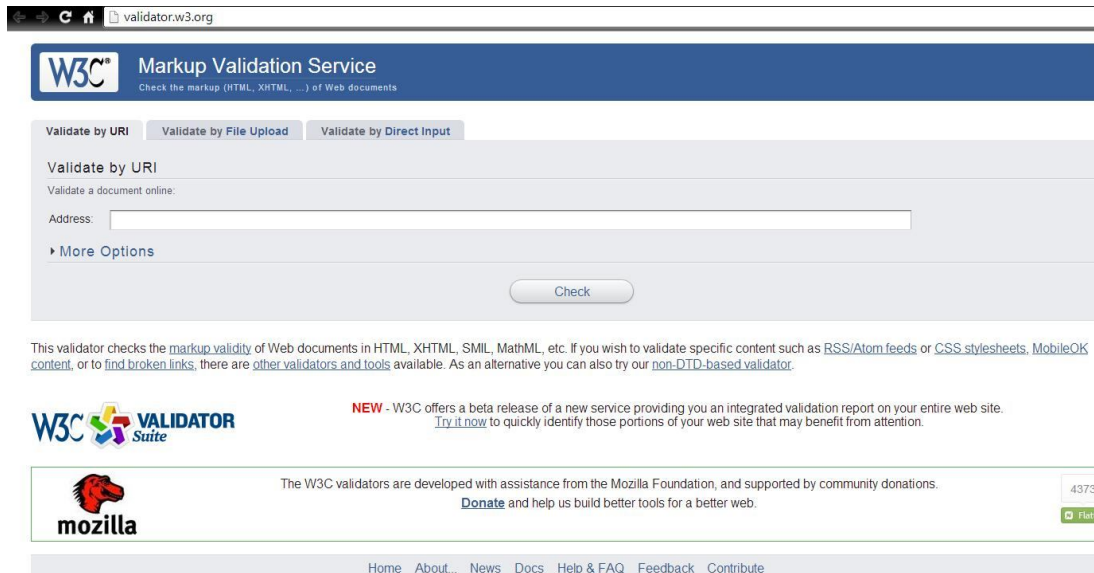 validator.w3.org
W3C®
Markup Validation Service
Check the markup (HTML, XHTML, ...) of Web documents
Validate by URI Validate by File Upload Validate by Direct Input
Validate by URI
Validate a document online:
Address:
More Options
Check
This validator checks the markup validity of Web documents in HTML, XHTML, SMIL, MathML, etc. If you wish to validate specific content such as RSS/Atom feeds or CSS stylesheets, MobileOK
content, or to find broken links, there are other validators and tools available. As an alternative you can also try our non-DTD-based validator.
W3C VALIDATOR
Suite
NEW - W3C offers a beta release of a new service providing you an integrated validation report on your entire web site.
Try it now to quickly identify those portions of your web site that may benefit from attention.
mozilla
The W3C validators are developed with assistance from the Mozilla Foundation, and supported by community donations.
Donate and help us build better tools for a better web.
4373
Flat
Home About... News Docs Help & FAQ Feedback Contribute